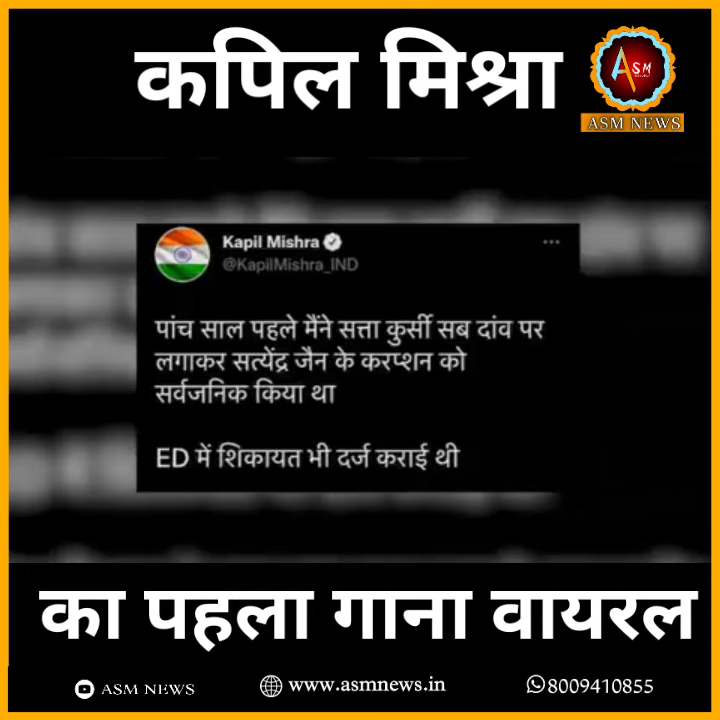 कपिल मिश्रा
ASM
ASM NEWS
Kapil Mishra
@KapilMishra_IND
पांच साल पहले मैंने सत्ता कुर्सी सब दांव पर
लगाकर सत्येंद्र जैन के करप्शन को
सर्वजनिक किया था
ED में शिकायत भी दर्ज कराई थी
का पहला गाना वायरल
ASM NEWS
www.asmnews.in
8009410855